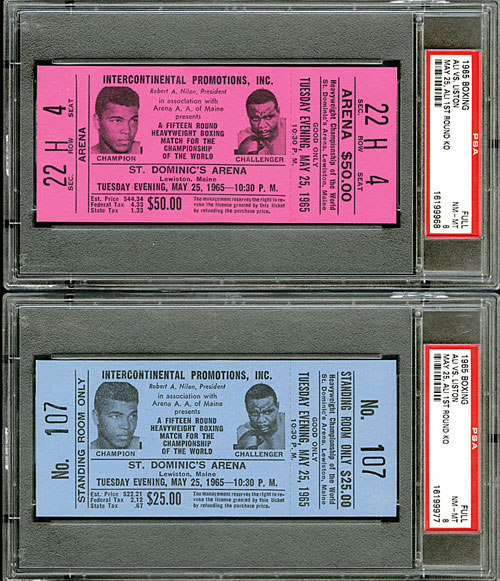 22 H 4
SEC. ROW SEAT
ARENA
INTERCONTINENTAL PROMOTIONS, INC.
Robert A. Nilon, President
in association with
Arena A. A. of Maine
presents
A FIFTEEN ROUND
HEAVYWEIGHT BOXING
MATCH FOR THE
CHAMPIONSHIP
OF THE WORLD
CHAMPION
CHALLENGER
ST. DOMINIC'S ARENA
Lewiston, Maine
TUESDAY EVENING, MAY 25, 1965—10:30 P. M.
Est. Price $44.34
Federal Tax 4.33
State Tax 1.33
$50.00
The management reserves the right to re-
voke the license granted by this ticket
by refunding the purchase price.
22 H 4
SEC. ROW SEAT
ARENA $50.00
Heavyweight Championship of the World
St. Dominic's Arena, Lewiston, Maine
GOOD ONLY
TUESDAY EVENING, MAY 25, 1965
10:30 P. M.
PSA
1965 BOXING
ALI VS. LISTON
MAY 25, ALI 1ST ROUND KO
FULL
NM-MT 8
16199968
No. 107
STANDING ROOM ONLY
INTERCONTINENTAL PROMOTIONS, INC.
Robert A. Nilon, President
in association with
Arena A. A. of Maine
presents
A FIFTEEN ROUND
HEAVYWEIGHT BOXING
MATCH FOR THE
CHAMPIONSHIP
OF THE WORLD
CHAMPION
CHALLENGER
ST. DOMINIC'S ARENA
Lewiston, Maine
TUESDAY EVENING, MAY 25, 1965—10:30 P. M.
Est. Price $22.21
Federal Tax 2.12
State Tax .67
$25.00
The management reserves the right to re-
voke the license granted by this ticket
by refunding the purchase price.
No. 107
STANDING ROOM ONLY $25.00
Heavyweight Championship of the World
St. Dominic's Arena, Lewiston, Maine
GOOD ONLY
TUESDAY EVENING, MAY 25, 1965
10:30 P. M.
PSA
1965 BOXING
ALI VS. LISTON
MAY 25, ALI 1ST ROUND KO
FULL
NM-MT 8
16199977